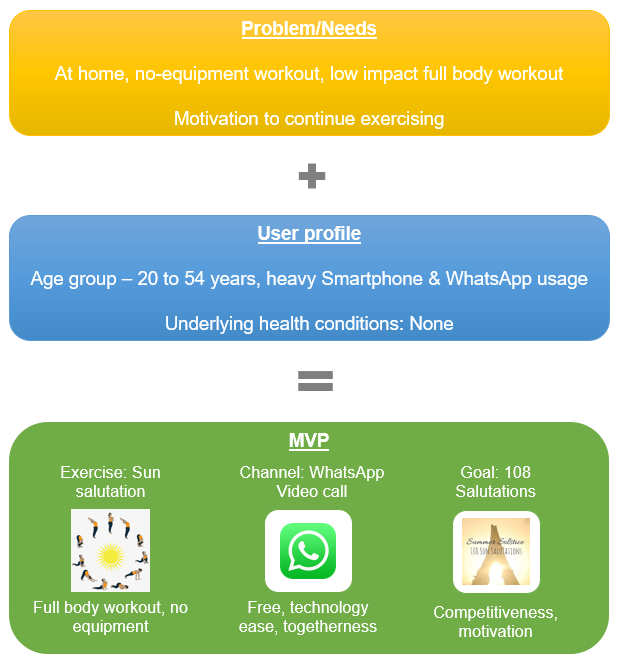 Problem/Needs
At home, no-equipment workout, low impact full body workout
Motivation to continue exercising
User profile
Age group – 20 to 54 years, heavy Smartphone & WhatsApp usage
Underlying health conditions: None
MVP
Exercise: Sun
salutation
Channel: WhatsApp
Video call
Goal: 108
Salutations
Summer Solstice
108 SUN SALUTATIONS
Full body workout, no
equipment
Free, technology
ease, togetherness
Competitiveness,
motivation